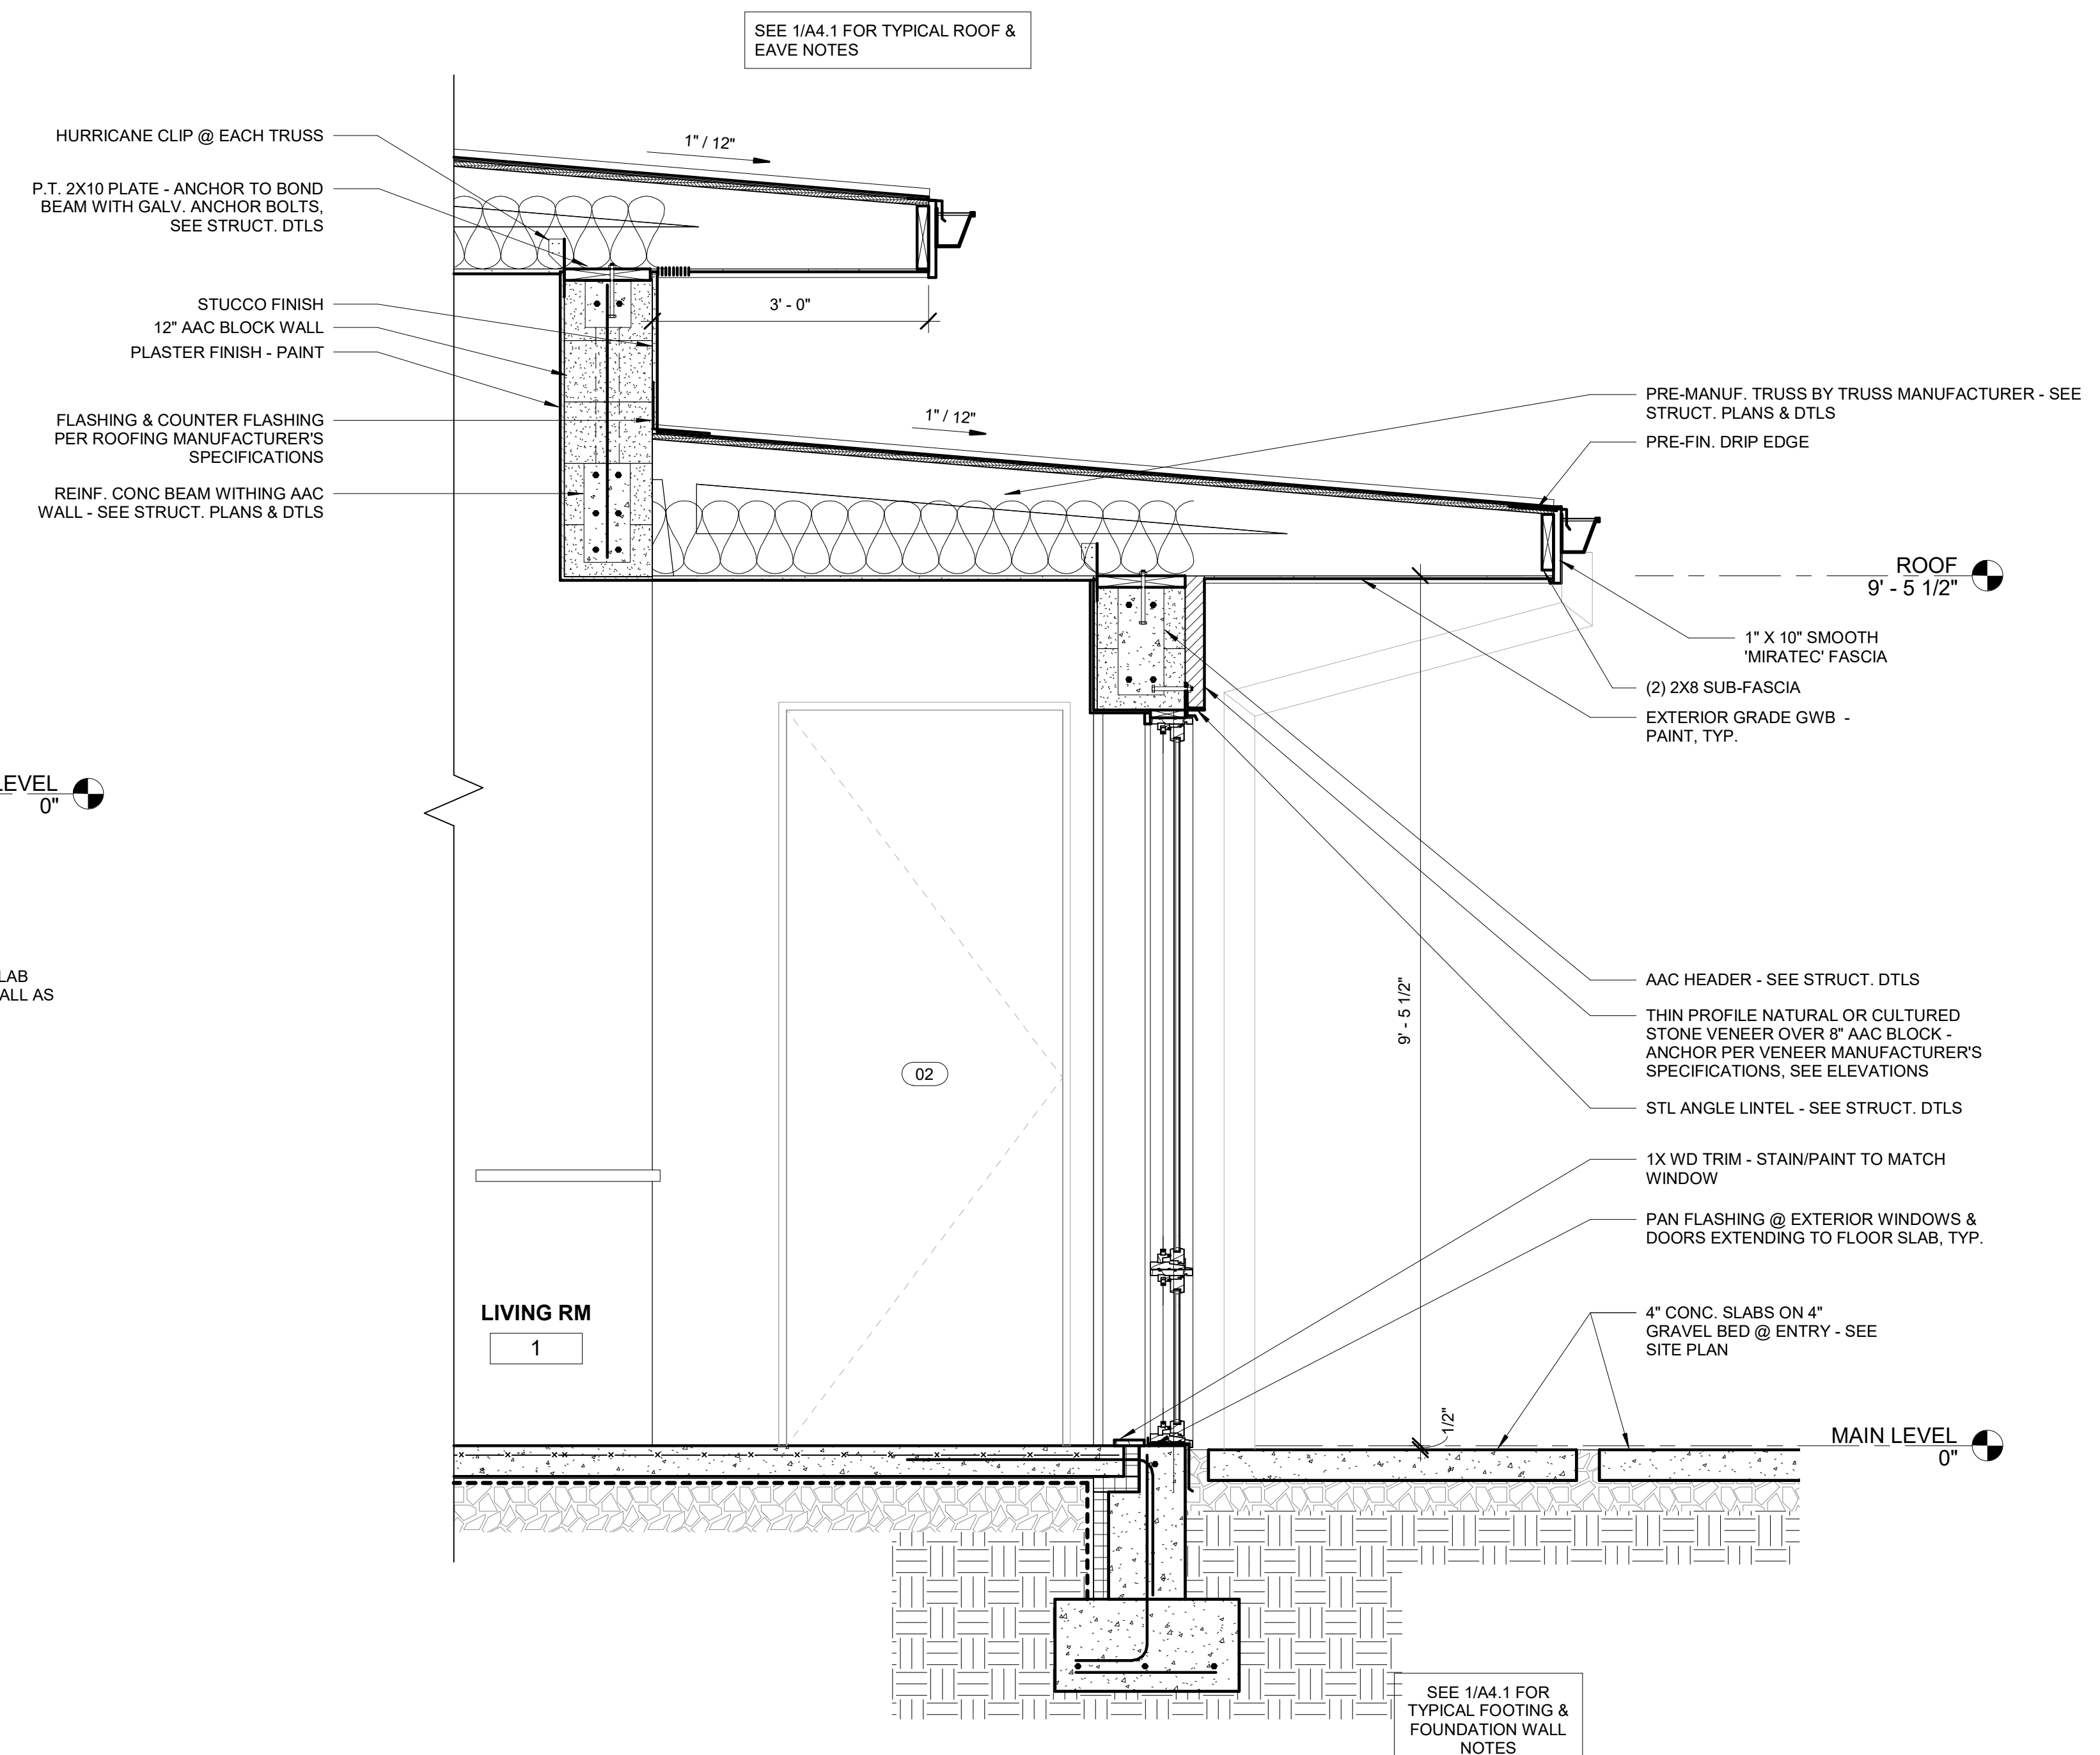 SEE 1/A4.1 FOR TYPICAL ROOF &
EAVE NOTES
HURRICANE CLIP @ EACH TRUSS
P.T. 2X10 PLATE - ANCHOR TO BOND
BEAM WITH GALV. ANCHOR BOLTS,
SEE STRUCT. DTLS
STUCCO FINISH
12" AAC BLOCK WALL
PLASTER FINISH - PAINT
FLASHING & COUNTER FLASHING
PER ROOFING MANUFACTURER'S
SPECIFICATIONS
REINF. CONC BEAM WITHING AAC
WALL - SEE STRUCT. PLANS & DTLS
1" / 12"
3' - 0"
1" / 12"
PRE-MANUF. TRUSS BY TRUSS MANUFACTURER - SEE
STRUCT. PLANS & DTLS
PRE-FIN. DRIP EDGE
ROOF
9' - 5 1/2"
1" X 10" SMOOTH
'MIRATEC' FASCIA
(2) 2X8 SUB-FASCIA
EXTERIOR GRADE GWB -
PAINT, TYP.
LEVEL
0"
LAB
ALL AS
02
9' - 5 1/2"
AAC HEADER - SEE STRUCT. DTLS
THIN PROFILE NATURAL OR CULTURED
STONE VENEER OVER 8" AAC BLOCK -
ANCHOR PER VENEER MANUFACTURER'S
SPECIFICATIONS, SEE ELEVATIONS
STL ANGLE LINTEL - SEE STRUCT. DTLS
1X WD TRIM - STAIN/PAINT TO MATCH
WINDOW
PAN FLASHING @ EXTERIOR WINDOWS &
DOORS EXTENDING TO FLOOR SLAB, TYP.
4" CONC. SLABS ON 4"
GRAVEL BED @ ENTRY - SEE
SITE PLAN
LIVING RM
1
1/2"
MAIN LEVEL
0"
SEE 1/A4.1 FOR
TYPICAL FOOTING &
FOUNDATION WALL
NOTES